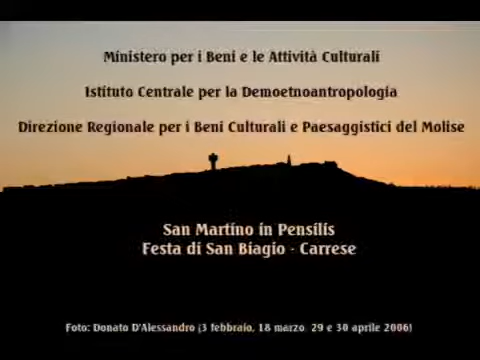 Ministero per i Beni e le Attività Culturali
Istituto Centrale per la Demoetnoantropologia
Direzione Regionale per i Beni Culturali e Paesaggistici del Molise
San Martino in Pensilis
Festa di San Biagio - Carrese
Foto: Donato D'Alessandro (3 febbraio, 18 marzo 29 e 30 aprile 2006)